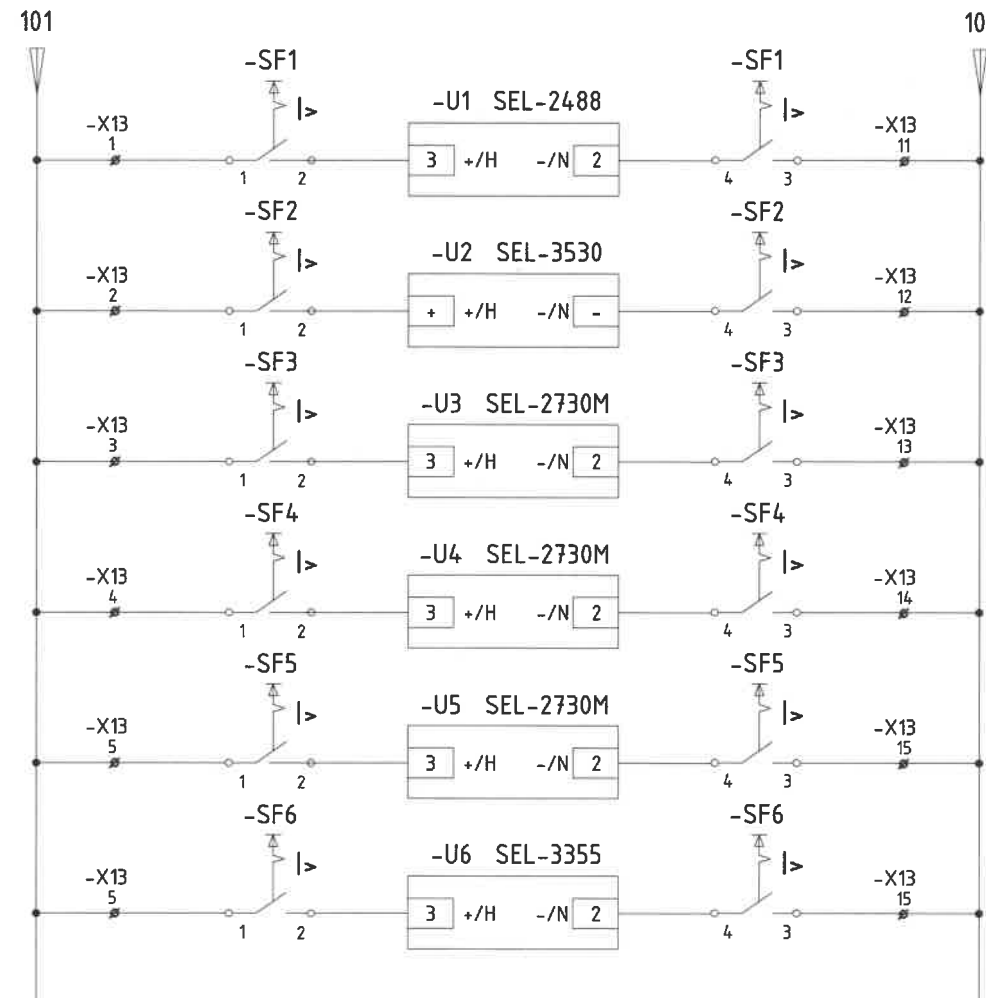 101 10
-SF1 -SF1
|> -U1 SEL-2488 |>
-X13 -X13
1 11
3 +/H -/N 2
1 2 4 3
-SF2 -SF2
|> -U2 SEL-3530 |>
-X13 -X13
2 12
+ +/H -/N -
1 2 4 3
-SF3 -SF3
|> -U3 SEL-2730M |>
-X13 -X13
3 13
3 +/H -/N 2
1 2 4 3
-SF4 -SF4
|> -U4 SEL-2730M |>
-X13 -X13
4 14
3 +/H -/N 2
1 2 4 3
-SF5 -SF5
|> -U5 SEL-2730M |>
-X13 -X13
5 15
3 +/H -/N 2
1 2 4 3
-SF6 -SF6
|> -U6 SEL-3355 |>
-X13 -X13
5 15
3 +/H -/N 2
1 2 4 3